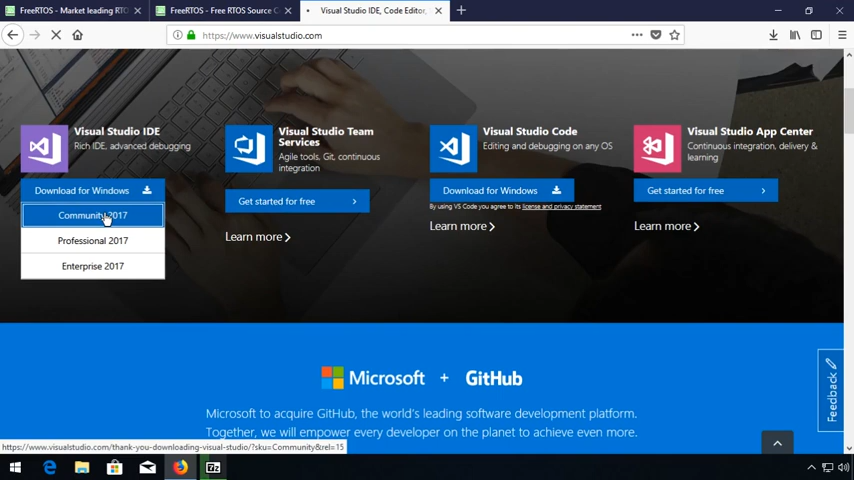 FreeRTOS - Market leading RTO
FreeRTOS - Free RTOS Source C
Visual Studio IDE, Code Editor,
https://www.visualstudio.com
Visual Studio IDE
Rich IDE, advanced debugging
Download for Windows
Community 2017
Professional 2017
Enterprise 2017
Visual Studio Team
Services
Agile tools, Git, continuous
integration
Get started for free
Learn more
Visual Studio Code
Editing and debugging on any OS
Download for Windows
By using VS Code you agree to its license and privacy statement
Learn more
Visual Studio App Center
Continuous integration, delivery &
learning
Get started for free
Learn more
Microsoft + GitHub
Microsoft to acquire GitHub, the world's leading software development platform.
Together, we will empower every developer on the planet to achieve even more.
Feedback
https://www.visualstudio.com/thank-you-downloading-visual-studio/?sku=Community&rel=15
7z